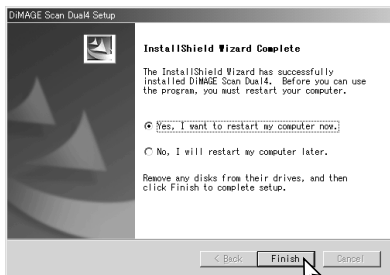 DiMAGE Scan Dual4 Setup
InstallShield Wizard Complete
The InstallShield Wizard has successfully
installed DiMAGE Scan Dual4. Before you can use
the program, you must restart your computer.
Yes, I want to restart my computer now.
No, I will restart my computer later.
Remove any disks from their drives, and then
click Finish to complete setup.
< Back Finish Cancel